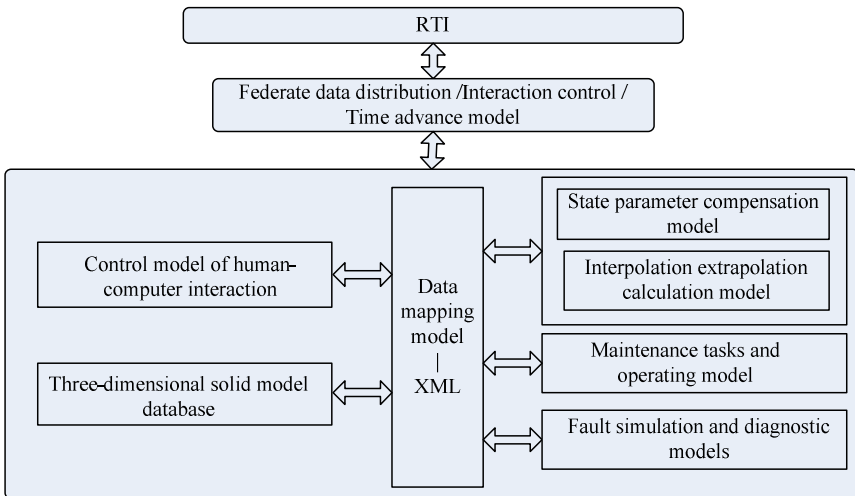 RTI
Federate data distribution /Interaction control /
Time advance model
Control model of human-
computer interaction
Three-dimensional solid model
database
Data
mapping
model
|
XML
State parameter compensation
model
Interpolation extrapolation
calculation model
Maintenance tasks and
operating model
Fault simulation and diagnostic
models